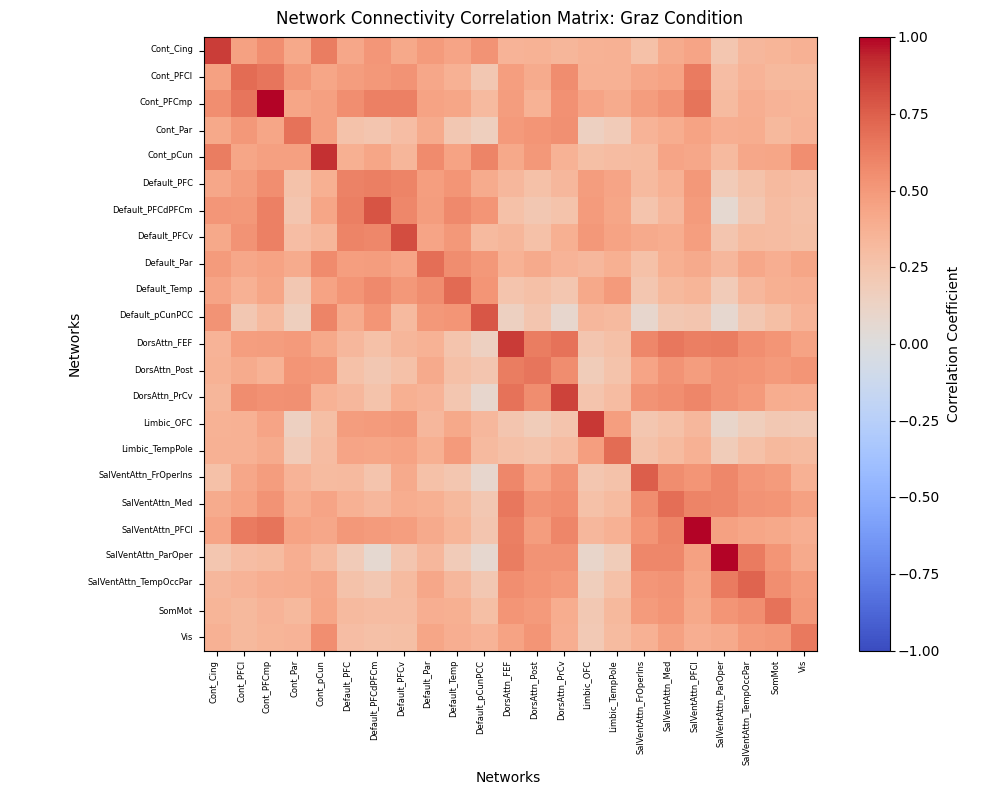 Network Connectivity Correlation Matrix: Graz Condition
Cont_Cing
Cont_PFCl
Cont_PFCmp
Cont_Par
Cont_pCun
Default_PFC
Default_PFCdPFCm
Default_PFCv
Default_Par
Default_Temp
Default_pCunPCC
DorsAttn_FEF
DorsAttn_Post
DorsAttn_PrCv
Limbic_OFC
Limbic_TempPole
SalVentAttn_FrOperIns
SalVentAttn_Med
SalVentAttn_PFCl
SalVentAttn_ParOper
SalVentAttn_TempOccPar
SomMot
Vis
Networks
Cont_Cing
Cont_PFCl
Cont_PFCmp
Cont_Par
Cont_pCun
Default_PFC
Default_PFCdPFCm
Default_PFCv
Default_Par
Default_Temp
Default_pCunPCC
DorsAttn_FEF
DorsAttn_Post
DorsAttn_PrCv
Limbic_OFC
Limbic_TempPole
SalVentAttn_FrOperIns
SalVentAttn_Med
SalVentAttn_PFCl
SalVentAttn_ParOper
SalVentAttn_TempOccPar
SomMot
Vis
Networks
1.00
0.75
0.50
0.25
0.00
−0.25
−0.50
−0.75
−1.00
Correlation Coefficient